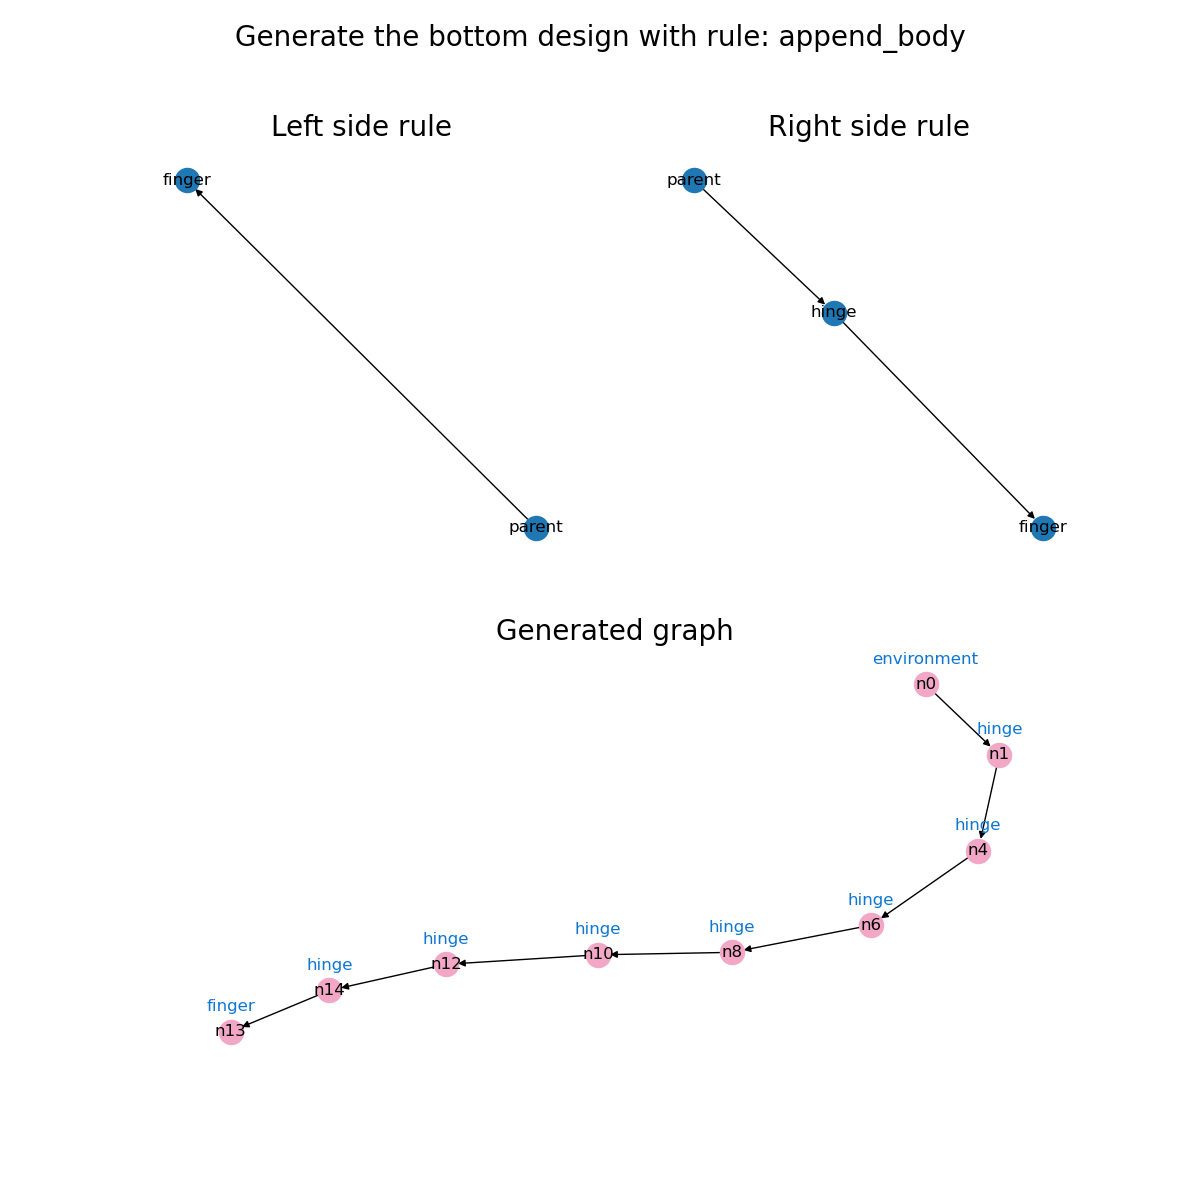 Generate the bottom design with rule: append_body
Left side rule
Right side rule
finger
parent
parent
hinge
finger
Generated graph
environment
n0
hinge
n1
hinge
n4
hinge
n6
hinge
n8
hinge
n10
hinge
n12
hinge
n14
finger
n13